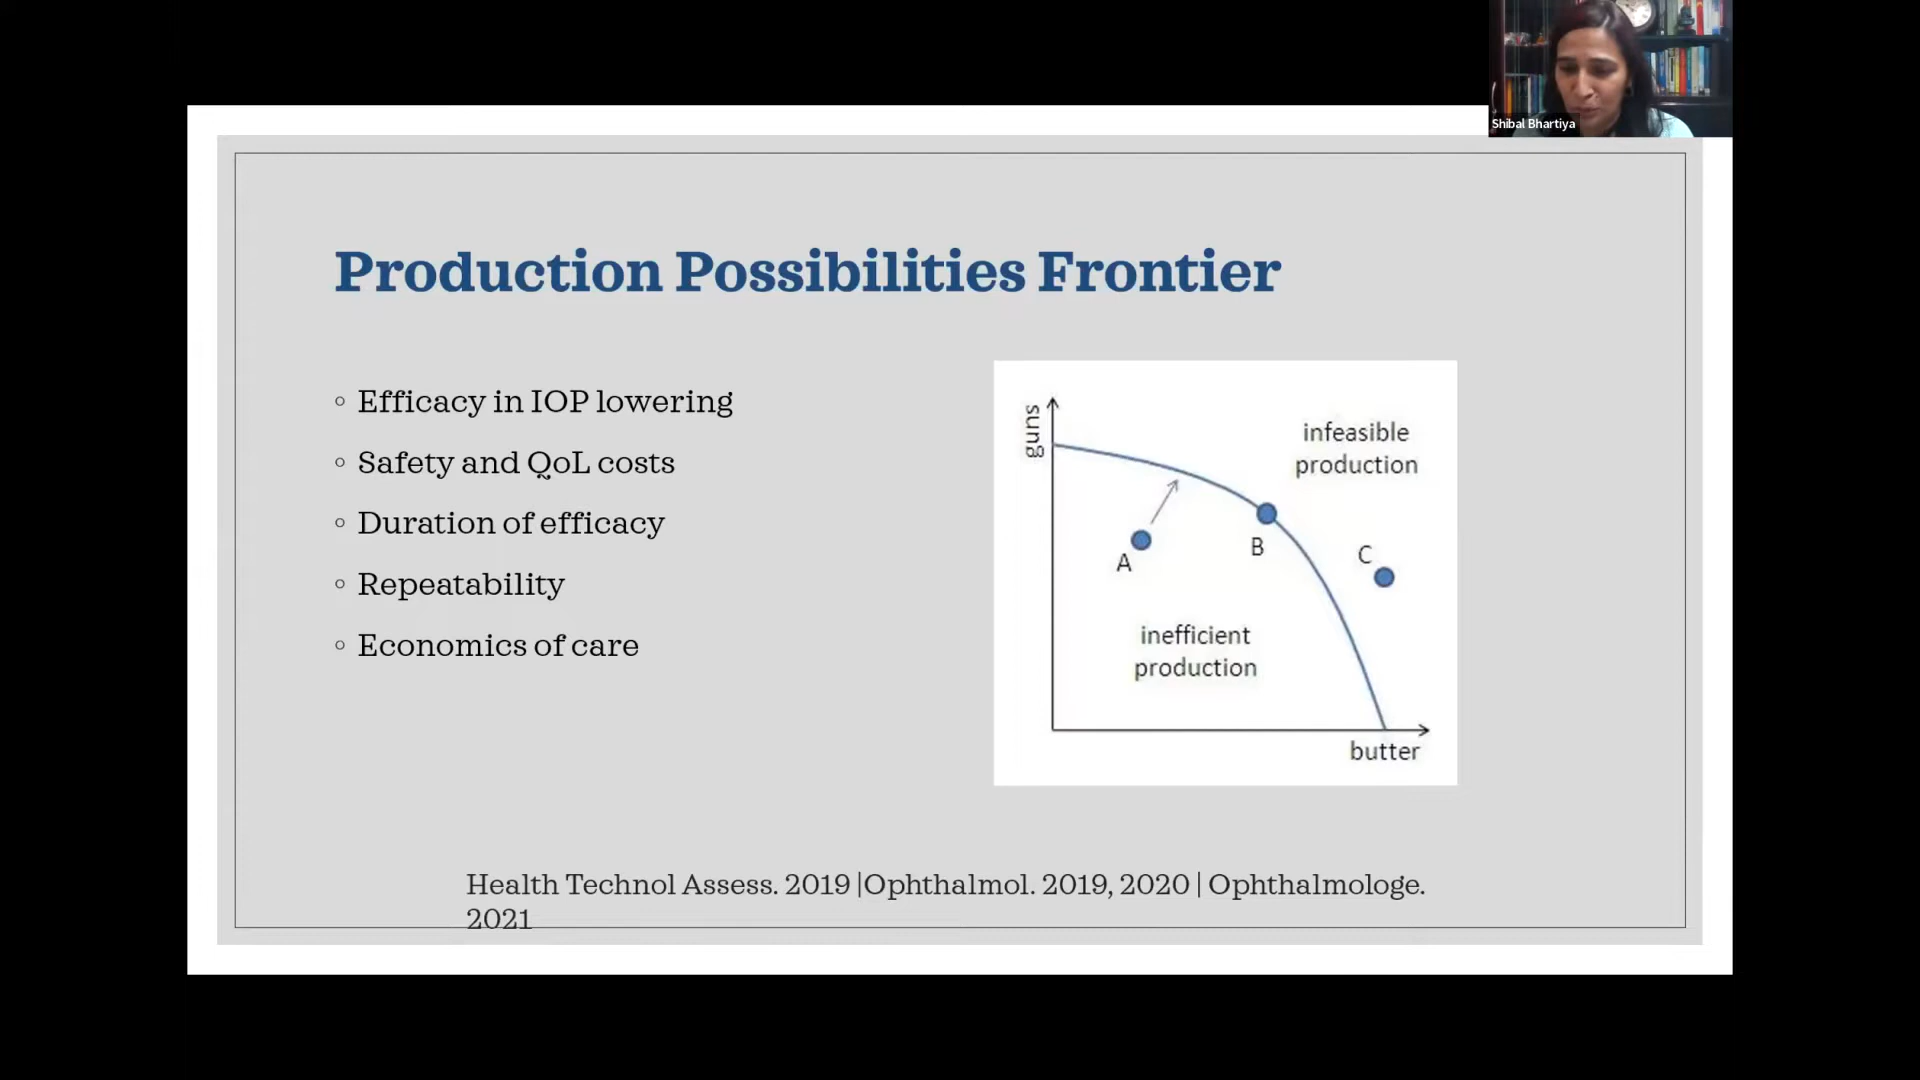 Shibal Bhartiya
Production Possibilities Frontier
◦ Efficacy in IOP lowering
◦ Safety and QoL costs
◦ Duration of efficacy
◦ Repeatability
◦ Economics of care
guns
infeasible
production
A
B
C
inefficient
production
butter
Health Technol Assess. 2019 |Ophthalmol. 2019, 2020 | Ophthalmologe.
2021